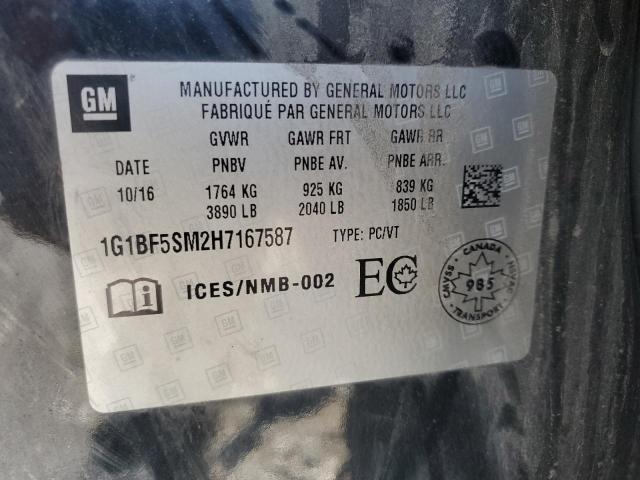 GM
MANUFACTURED BY GENERAL MOTORS LLC
FABRIQUÉ PAR GENERAL MOTORS LLC
GVWR GAWR FRT GAWR RR
DATE PNBV PNBE AV. PNBE ARR.
10/16 1764 KG 925 KG 839 KG
3890 LB 2040 LB 1850 LB
1G1BF5SM2H7167587 TYPE: PC/VT
i ICES/NMB-002 EC
CANADA
CMVSS 985 NSVAC
TRANSPORT